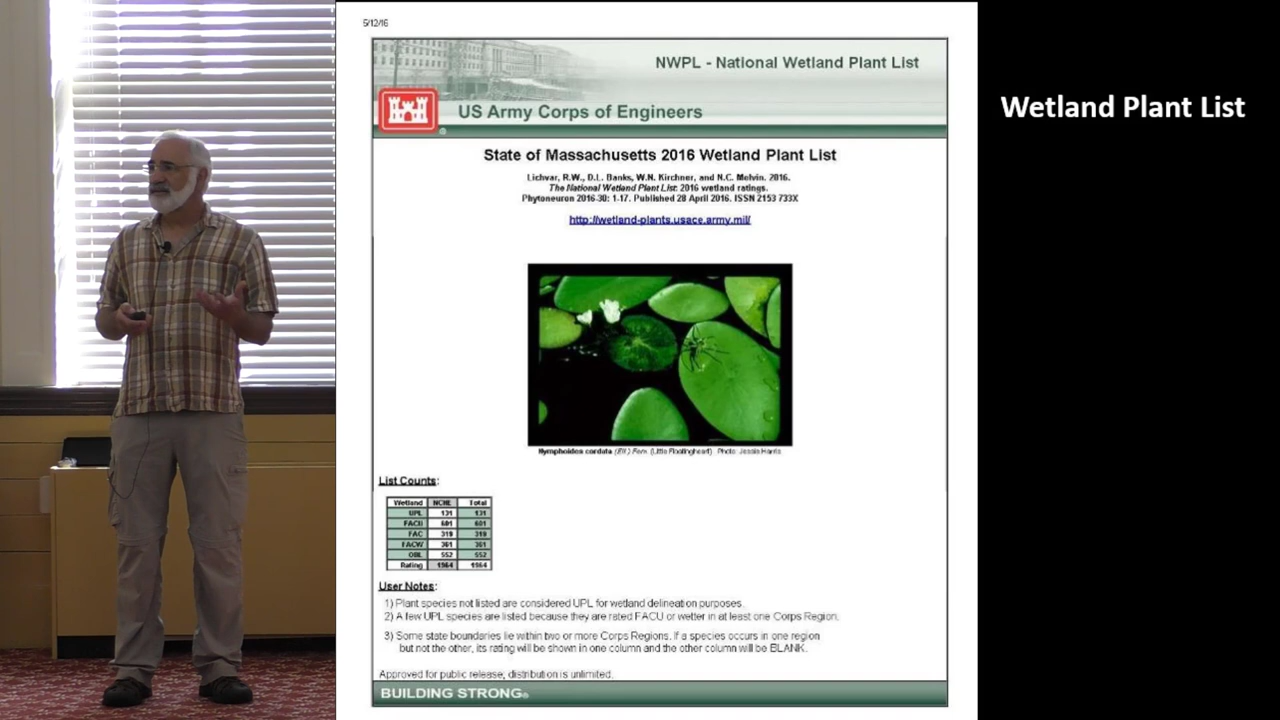 5/12/16
NWPL - National Wetland Plant List
US Army Corps of Engineers
®
Wetland Plant List
State of Massachusetts 2016 Wetland Plant List
Lichvar, R.W., D.L. Banks, W.N. Kirchner, and N.C. Melvin. 2016.
The National Wetland Plant List: 2016 wetland ratings.
Phytoneuron 2016-30: 1-17. Published 28 April 2016. ISSN 2153 733X
http://wetland-plants.usace.army.mil/
Nymphoides cordata (Ell.) Fern. (Little Floatingheart) Photo: Jessie Harris
List Counts:
Wetland NCNE Total
UPL 131 131
FACU 601 601
FAC 319 319
FACW 361 361
OBL 552 552
Rating 1964 1964
User Notes:
1) Plant species not listed are considered UPL for wetland delineation purposes.
2) A few UPL species are listed because they are rated FACU or wetter in at least one Corps Region.
3) Some state boundaries lie within two or more Corps Regions. If a species occurs in one region
but not the other, its rating will be shown in one column and the other column will be BLANK.
Approved for public release; distribution is unlimited.
BUILDING STRONG®